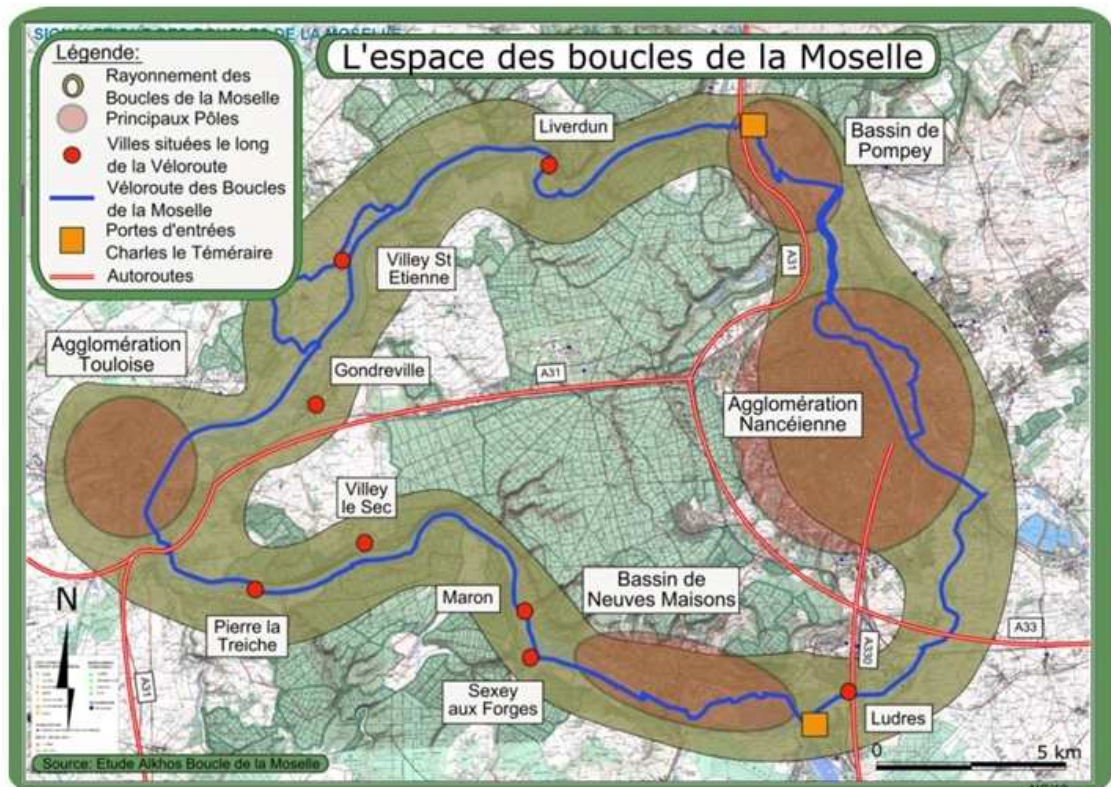 L'espace des boucles de la Moselle
Légende:
Rayonnement des
Boucles de la Moselle
Principaux Pôles
Villes situées le long
de la Véloroute
Véloroute des Boucles
de la Moselle
Portes d'entrées
Charles le Téméraire
Autoroutes
Liverdun
Bassin de
Pompey
A31
Villey St
Etienne
Agglomération
Touloise
Gondreville
A31
Agglomération
Nancéienne
Villey
le Sec
Maron
Bassin de
Neuves Maisons
N
Pierre la
Treiche
A33
A330
A31
Sexey
aux Forges
Ludres
0 5 km
Source: Etude Alkhos Boucle de la Moselle